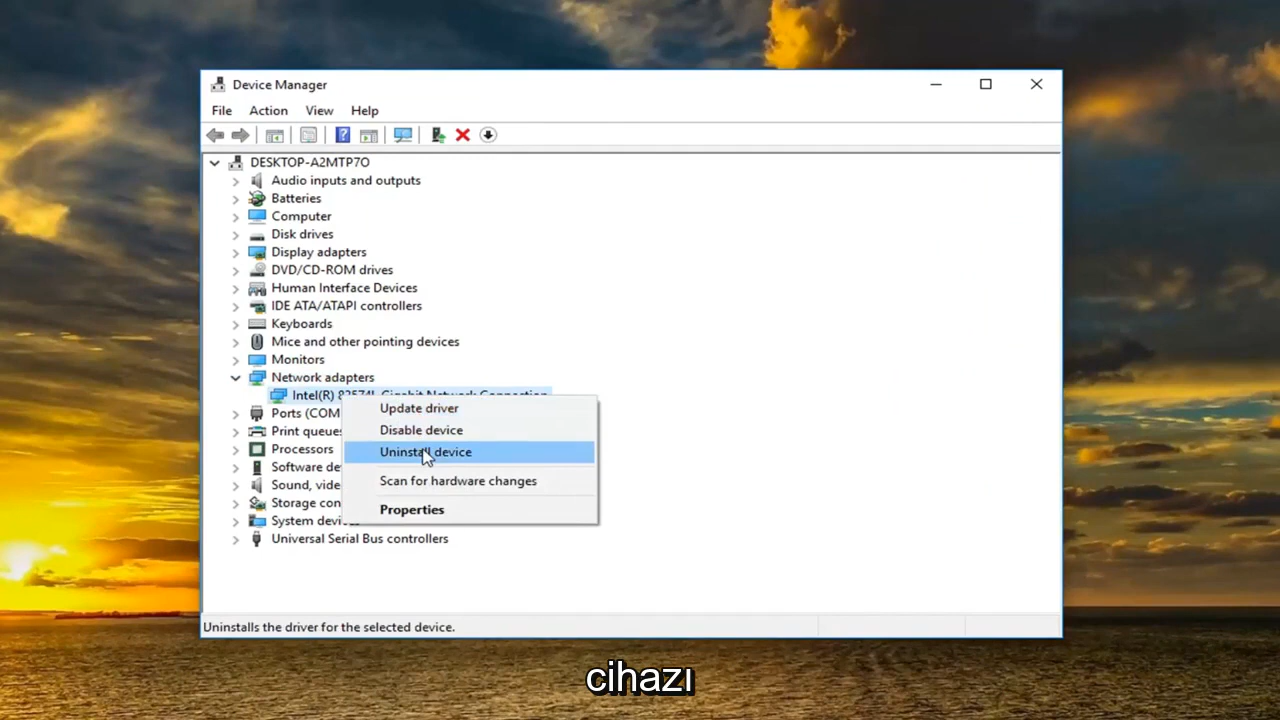 Device Manager
File Action View Help
DESKTOP-A2MTP7O
Audio inputs and outputs
Batteries
Computer
Disk drives
Display adapters
DVD/CD-ROM drives
Human Interface Devices
IDE ATA/ATAPI controllers
Keyboards
Mice and other pointing devices
Monitors
Network adapters
Intel(R) 82574L Gigabit Network Connection
Ports (COM
Print queues
Processors
Software de
Sound, vide
Storage con
System devices
Universal Serial Bus controllers
Update driver
Disable device
Uninstall device
Scan for hardware changes
Properties
Uninstalls the driver for the selected device.
cihazı